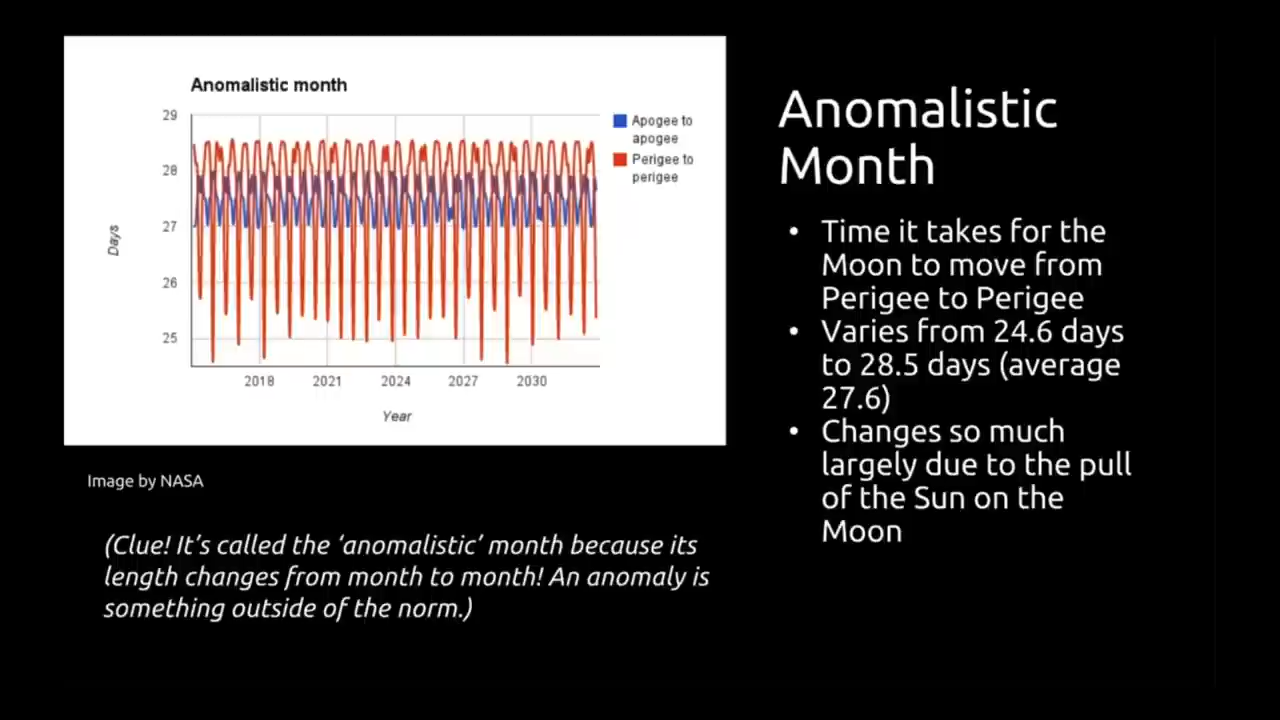 Anomalistic month
29
28
27
26
25
Days
2018 2021 2024 2027 2030
Year
Apogee to
apogee
Perigee to
perigee
Image by NASA
(Clue! It's called the ‘anomalistic’ month because its
length changes from month to month! An anomaly is
something outside of the norm.)
Anomalistic
Month
• Time it takes for the
Moon to move from
Perigee to Perigee
• Varies from 24.6 days
to 28.5 days (average
27.6)
• Changes so much
largely due to the pull
of the Sun on the
Moon